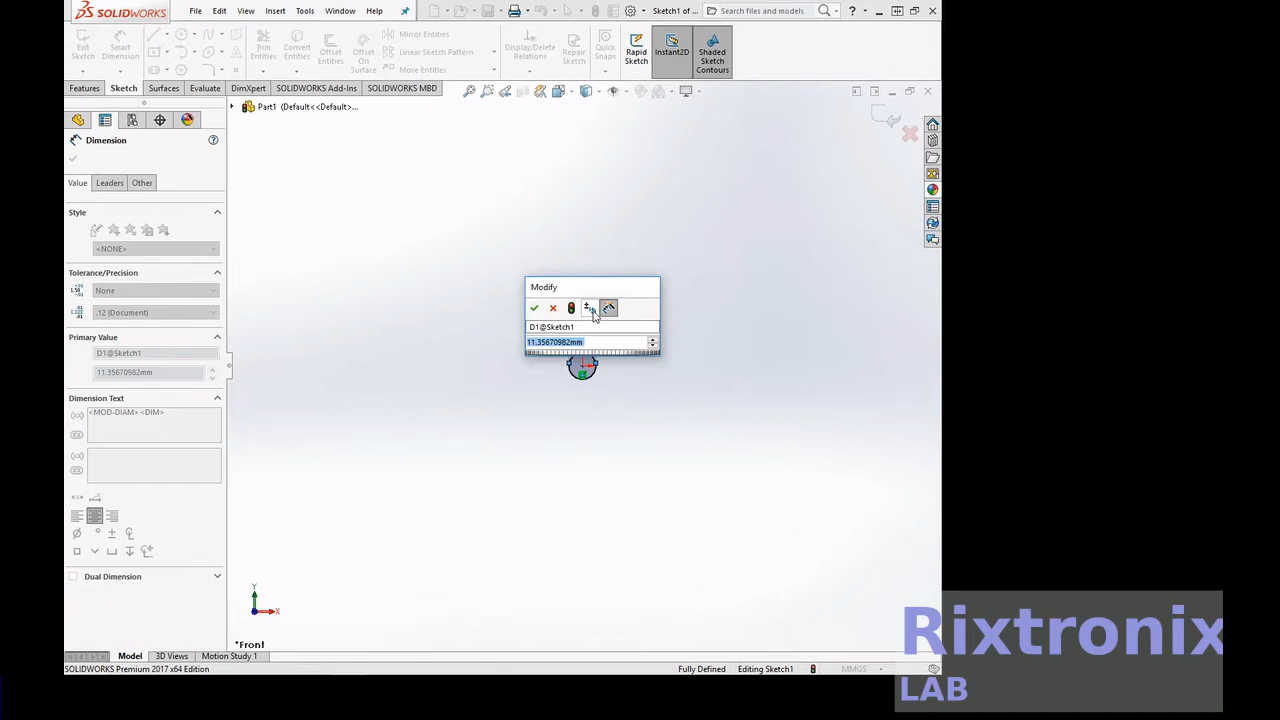 SOLIDWORKS File Edit View Insert Tools Window Help Sketch1 of ... Search files and models
Exit Sketch
Smart Dimension
Trim Entities
Convert Entities
Offset Entities
Offset On Surface
Mirror Entities
Linear Sketch Pattern
Move Entities
Display/Delete Relations
Repair Sketch
Quick Snaps
Rapid Sketch
Instant2D
Shaded Sketch Contours
Features Sketch Surfaces Evaluate DimXpert SOLIDWORKS Add-Ins SOLIDWORKS MBD
Part1 (Default<<Default>...
Dimension
Value Leaders Other
Style
<NONE>
Tolerance/Precision
None
.12 (Document)
Primary Value
D1@Sketch1
11.35670982mm
Dimension Text
<MOD-DIAM><DIM>
Dual Dimension
Modify
D1@Sketch1
11.35670982mm
Y
X
*Front
Model 3D Views Motion Study 1
SOLIDWORKS Premium 2017 x64 Edition Fully Defined Editing Sketch1 MMGS
Rixtronix
LAB